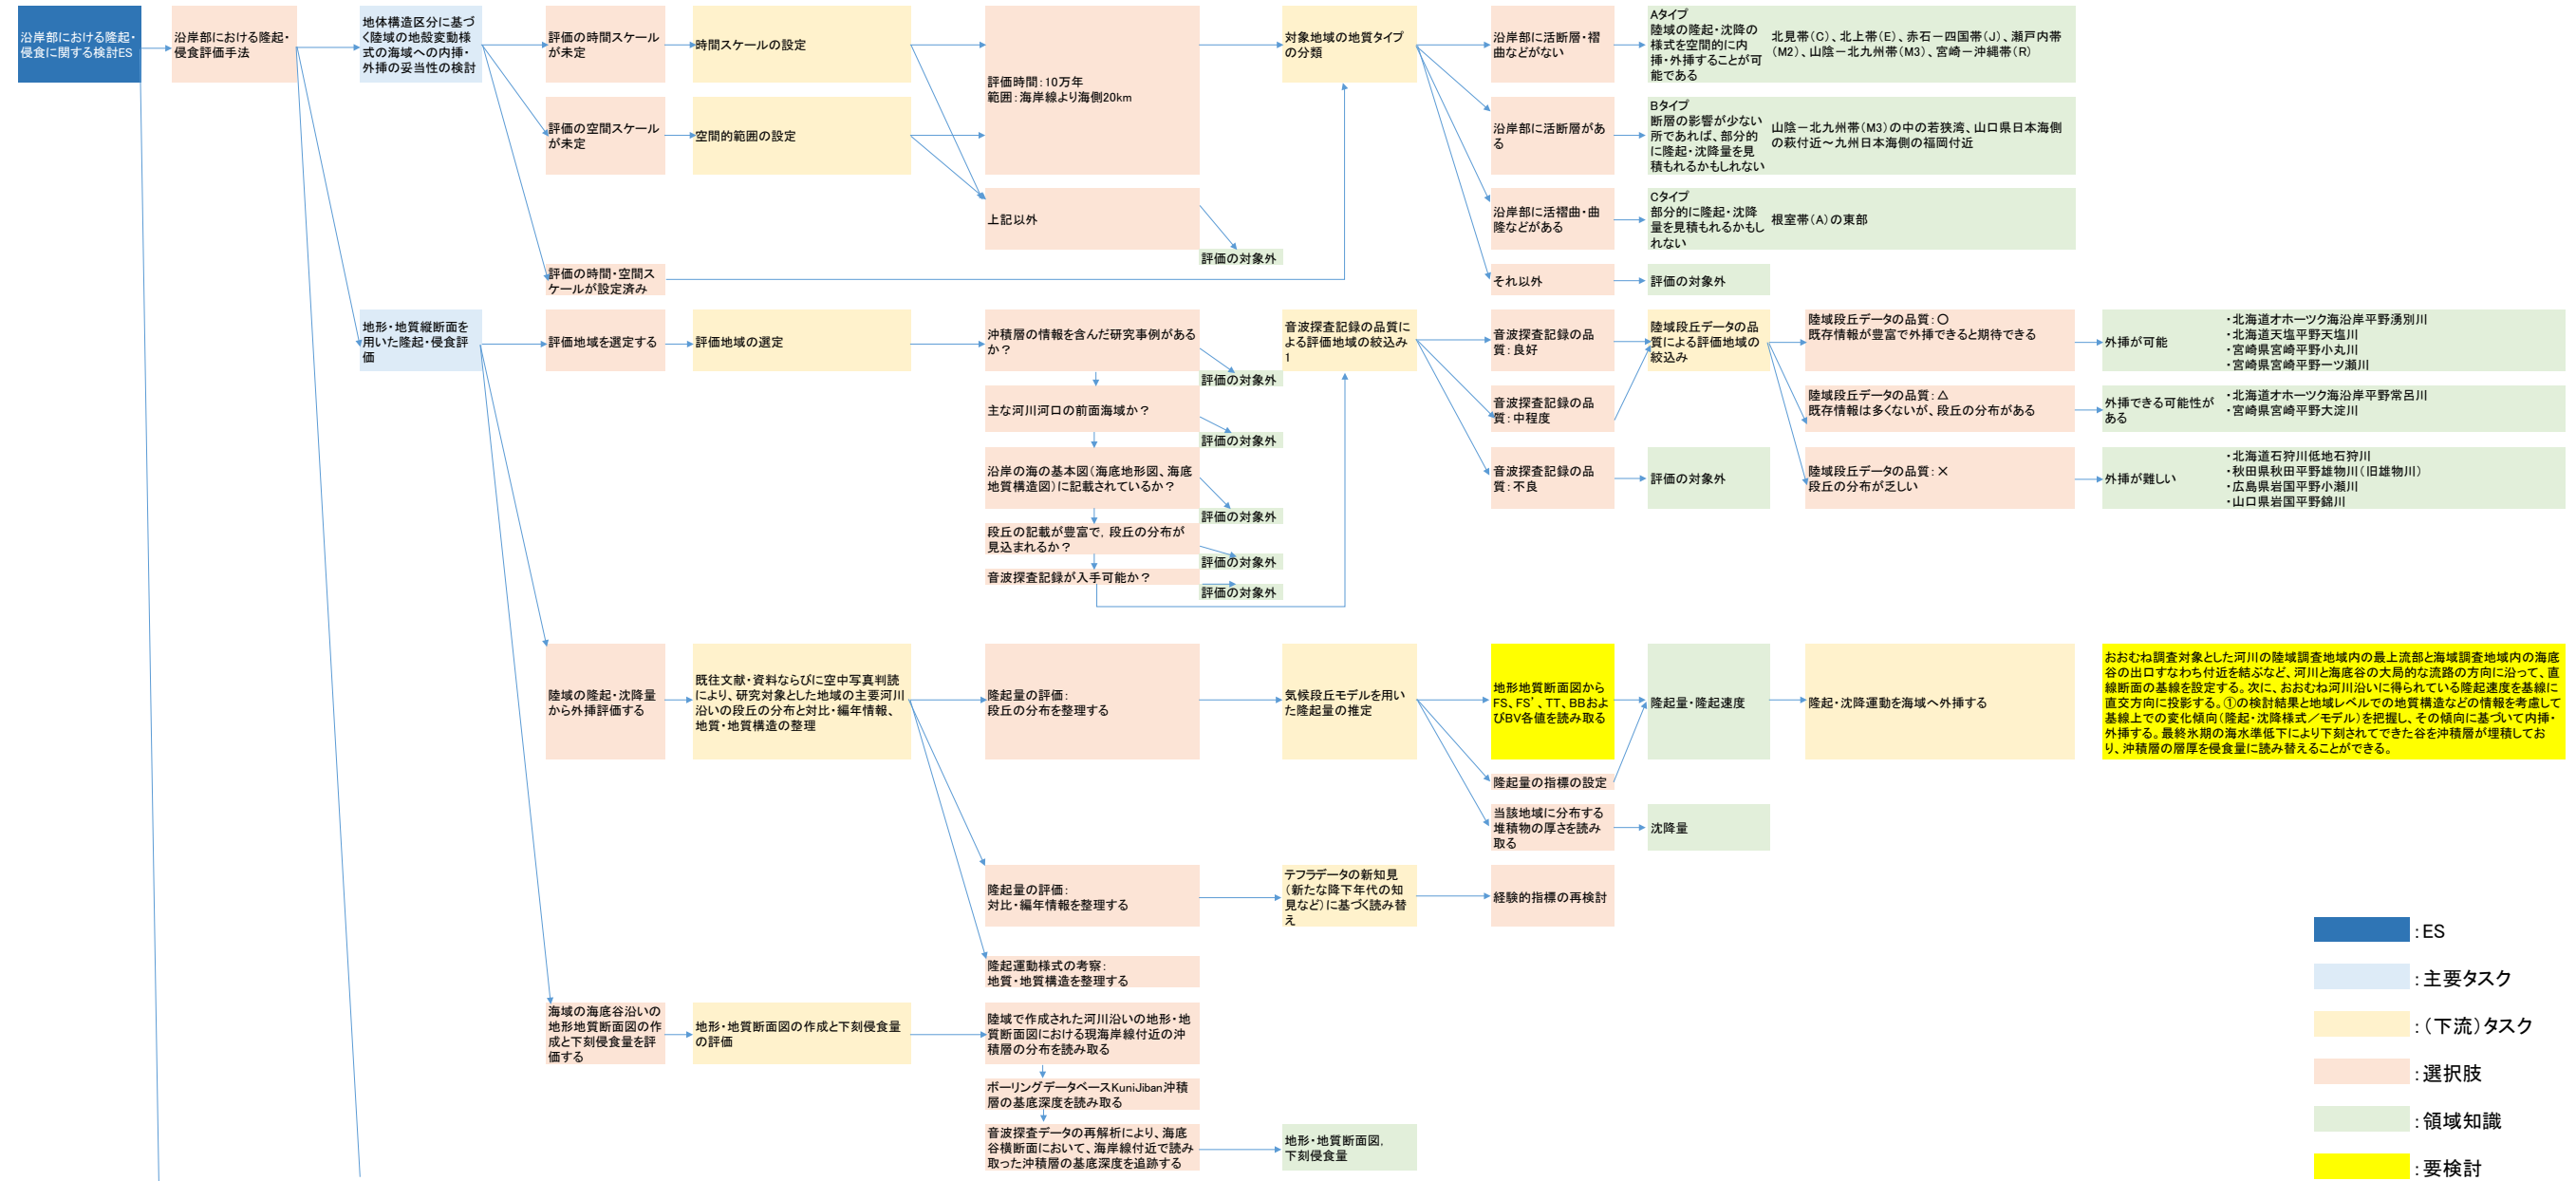 沿岸部における隆起・
侵食に関する検討ES
沿岸部における隆起・
侵食評価手法
地体構造区分に基づ
く陸域の地殻変動様
式の海域への内挿・
外挿の妥当性の検討
評価の時間スケール
が未定
時間スケールの設定
評価の空間スケール
が未定
空間的範囲の設定
評価の時間・空間ス
ケールが設定済み
評価時間:10万年
範囲:海岸線より海側20km
上記以外
評価の対象外
対象地域の地質タイプ
の分類
沿岸部に活断層・褶
曲などがない
Aタイプ
陸域の隆起・沈降の
様式を空間的に内
挿・外挿することが可
能である
北見帯(C)、北上帯(E)、赤石－四国帯(J)、瀬戸内帯
(M2)、山陰－北九州帯(M3)、宮崎－沖縄帯(R)
沿岸部に活断層があ
る
Bタイプ
断層の影響が少ない
所であれば、部分的
に隆起・沈降量を見
積もれるかもしれない
山陰－北九州帯(M3)の中の若狭湾、山口県日本海側
の萩付近～九州日本海側の福岡付近
沿岸部に活褶曲・曲
隆などがある
Cタイプ
部分的に隆起・沈降
量を見積もれるかもし
れない
根室帯(A)の東部
それ以外
評価の対象外
地形・地質縦断面を
用いた隆起・侵食評
価
評価地域を選定する
評価地域の選定
沖積層の情報を含んだ研究事例がある
か？
評価の対象外
主な河川河口の前面海域か？
評価の対象外
沿岸の海の基本図(海底地形図、海底
地質構造図)に記載されているか？
評価の対象外
段丘の記載が豊富で，段丘の分布が
見込まれるか？
評価の対象外
音波探査記録が入手可能か？
評価の対象外
音波探査記録の品質に
よる評価地域の絞込み
1
音波探査記録の品
質:良好
音波探査記録の品
質:中程度
音波探査記録の品
質:不良
評価の対象外
陸域段丘データの品
質による評価地域の
絞込み
陸域段丘データの品質:〇
既存情報が豊富で外挿できると期待できる
外挿が可能
・北海道オホーツク海沿岸平野湧別川
・北海道天塩平野天塩川
・宮崎県宮崎平野小丸川
・宮崎県宮崎平野一ツ瀬川
陸域段丘データの品質:△
既存情報は多くないが、段丘の分布がある
外挿できる可能性が
ある
・北海道オホーツク海沿岸平野常呂川
・宮崎県宮崎平野大淀川
陸域段丘データの品質:×
段丘の分布が乏しい
外挿が難しい
・北海道石狩川低地石狩川
・秋田県秋田平野雄物川(旧雄物川)
・広島県岩国平野小瀬川
・山口県岩国平野錦川
陸域の隆起・沈降量
から外挿評価する
既往文献・資料ならびに空中写真判読
により、研究対象とした地域の主要河川
沿いの段丘の分布と対比・編年情報、
地質・地質構造の整理
隆起量の評価:
段丘の分布を整理する
気候段丘モデルを用い
た隆起量の推定
地形地質断面図から
FS、FS’、TT、BBおよ
びBV各値を読み取る
隆起量・隆起速度
隆起・沈降運動を海域へ外挿する
おおむね調査対象とした河川の陸域調査地域内の最上流部と海域調査地域内の海底
谷の出口すなわち付近を結ぶなど、河川と海底谷の大局的な流路の方向に沿って、直
線断面の基線を設定する。次に、おおむね河川沿いに得られている隆起速度を基線に
直交方向に投影する。①の検討結果と地域レベルでの地質構造などの情報を考慮して
基線上での変化傾向(隆起・沈降様式／モデル)を把握し、その傾向に基づいて内挿・
外挿する。最終氷期の海水準低下により下刻されてできた谷を沖積層が埋積してお
り、沖積層の層厚を侵食量に読み替えることができる。
隆起量の指標の設定
当該地域に分布する
堆積物の厚さを読み
取る
沈降量
隆起量の評価:
対比・編年情報を整理する
テフラデータの新知見
(新たな降下年代の知
見など)に基づく読み替
え
経験的指標の再検討
隆起運動様式の考察:
地質・地質構造を整理する
海域の海底谷沿いの
地形地質断面図の作
成と下刻侵食量を評
価する
地形・地質断面図の作成と下刻侵食量
の評価
陸域で作成された河川沿いの地形・地
質断面図における現海岸線付近の沖
積層の分布を読み取る
ボーリングデータベースKuniJiban沖積
層の基底深度を読み取る
音波探査データの再解析により、海底
谷横断面において、海岸線付近で読み
取った沖積層の基底深度を追跡する
地形・地質断面図，
下刻侵食量
:ES
:主要タスク
:(下流)タスク
:選択肢
:領域知識
:要検討